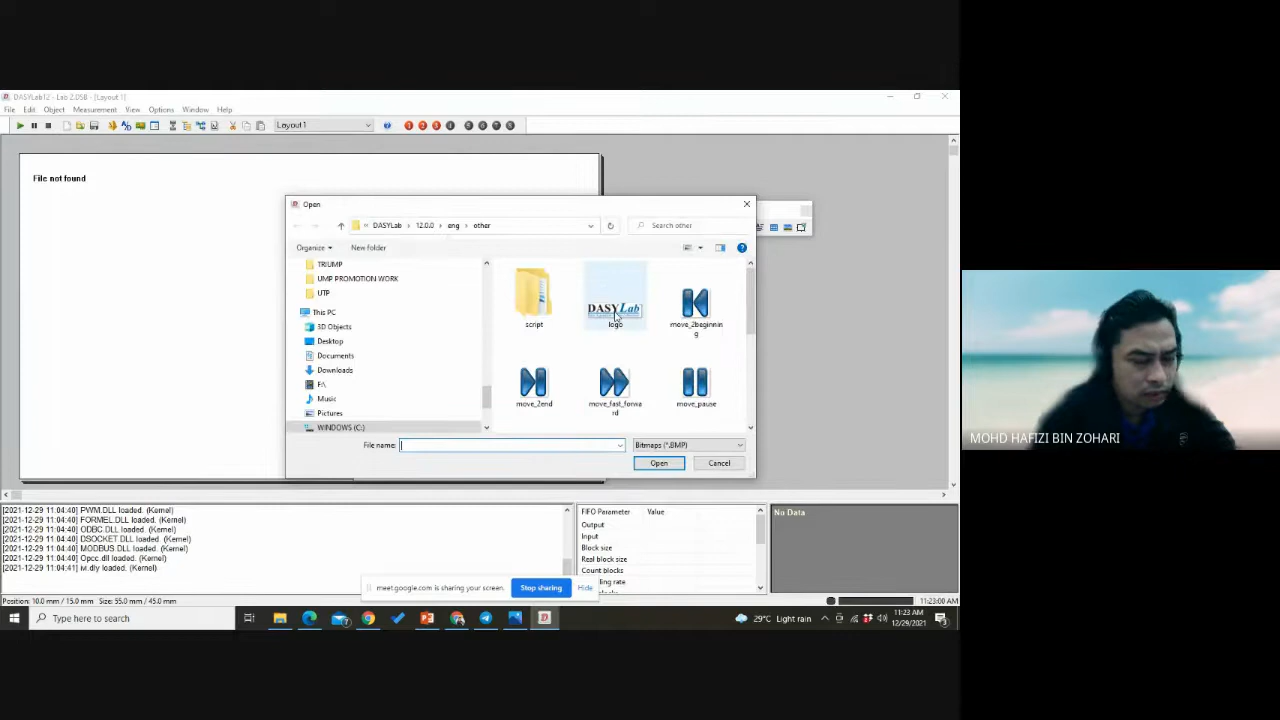 DASYLab12 - Lab 2.DSB - [Layout 1]
File Edit Object Measurement View Options Window Help
Layout 1
File not found
Open
DASYLab 12.0.0 eng other
Search other
Organize New folder
TRIUMP
UMP PROMOTION WORK
UTP
This PC
3D Objects
Desktop
Documents
Downloads
F:\
Music
Pictures
WINDOWS (C:)
DASYLab
script
logo
move_2beginnin
g
move_2end
move_fast_forwa
rd
move_pause
File name:
Bitmaps (*.BMP)
Open Cancel
[2021-12-29 11:04:40] PWM.DLL loaded. (Kernel)
[2021-12-29 11:04:40] FORMEL.DLL loaded. (Kernel)
[2021-12-29 11:04:40] ODBC.DLL loaded. (Kernel)
[2021-12-29 11:04:40] DSOCKET.DLL loaded. (Kernel)
[2021-12-29 11:04:40] MODBUS.DLL loaded. (Kernel)
[2021-12-29 11:04:40] Opcc.dll loaded. (Kernel)
[2021-12-29 11:04:41] м.dly loaded. (Kernel)
FIFO Parameter Value
Output
Input
Block size
Real block size
Count blocks
ling rate
No Data
meet.google.com is sharing your screen. Stop sharing Hide
Position: 10.0 mm / 15.0 mm Size: 55.0 mm / 45.0 mm
11:23:00 AM
Type here to search
29°C Light rain
11:23 AM
12/29/2021
MOHD HAFIZI BIN ZOHARI